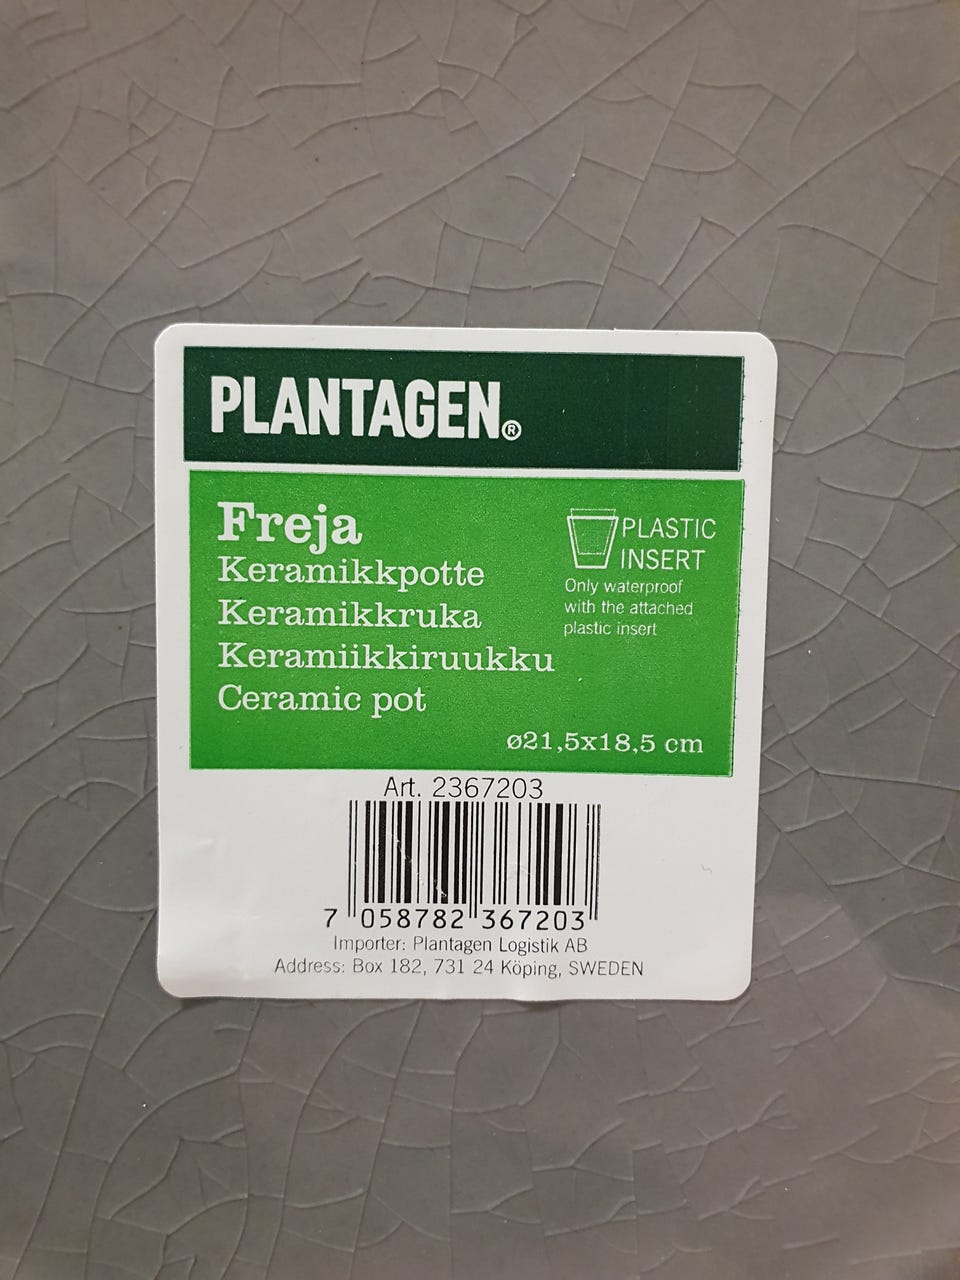 PLANTAGEN®
Freja
Keramikkpotte
Keramikkruka
Keramiikkiruukku
Ceramic pot
PLASTIC
INSERT
Only waterproof
with the attached
plastic insert
ø21,5x18,5 cm
Art. 2367203
7 058782 367203
Importer: Plantagen Logistik AB
Address: Box 182, 731 24 Köping, SWEDEN